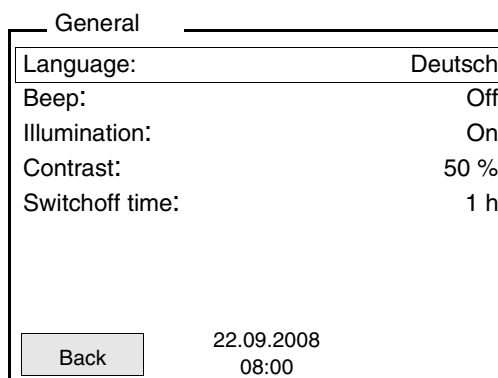 General
Language: Deutsch
Beep: Off
Illumination: On
Contrast: 50 %
Switchoff time: 1 h
22.09.2008
Back
08:00